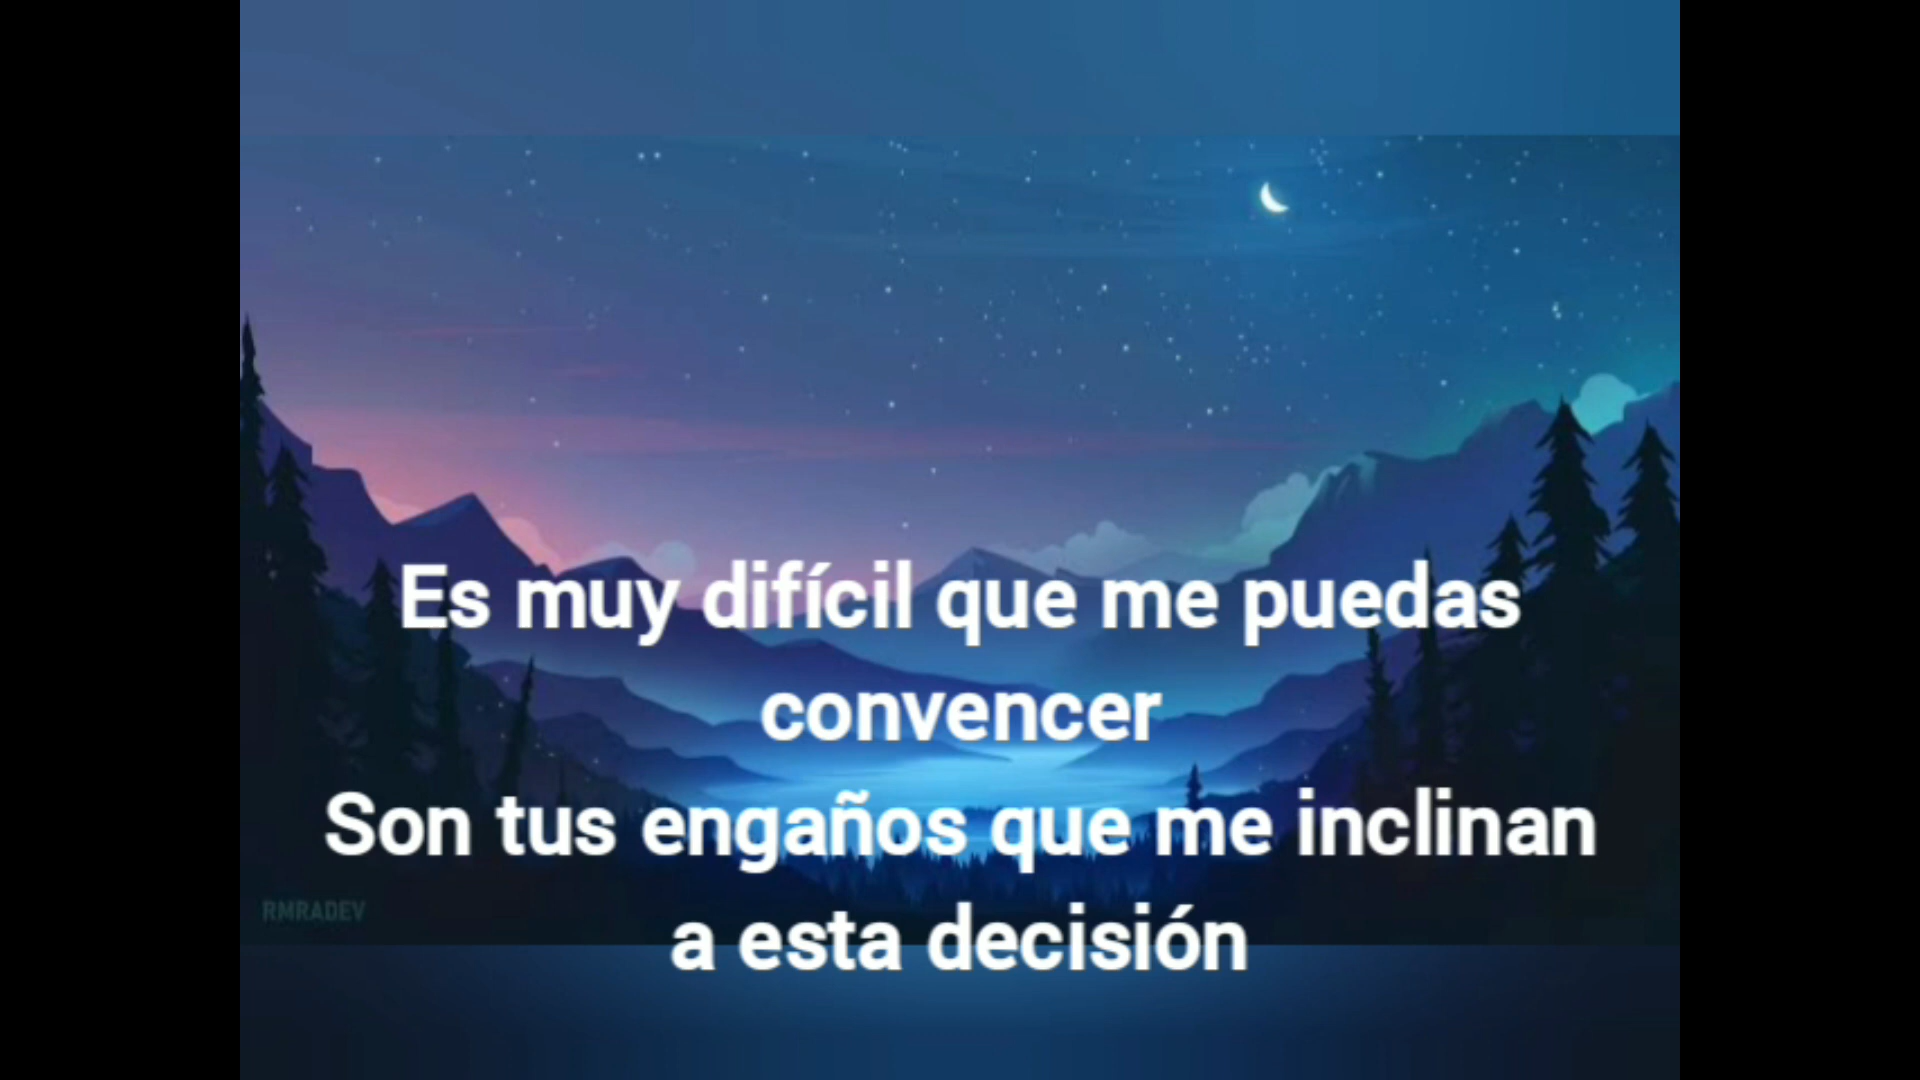 Es muy difícil que me puedas
convencer
Son tus engaños que me inclinan
a esta decisión
RMRADEV